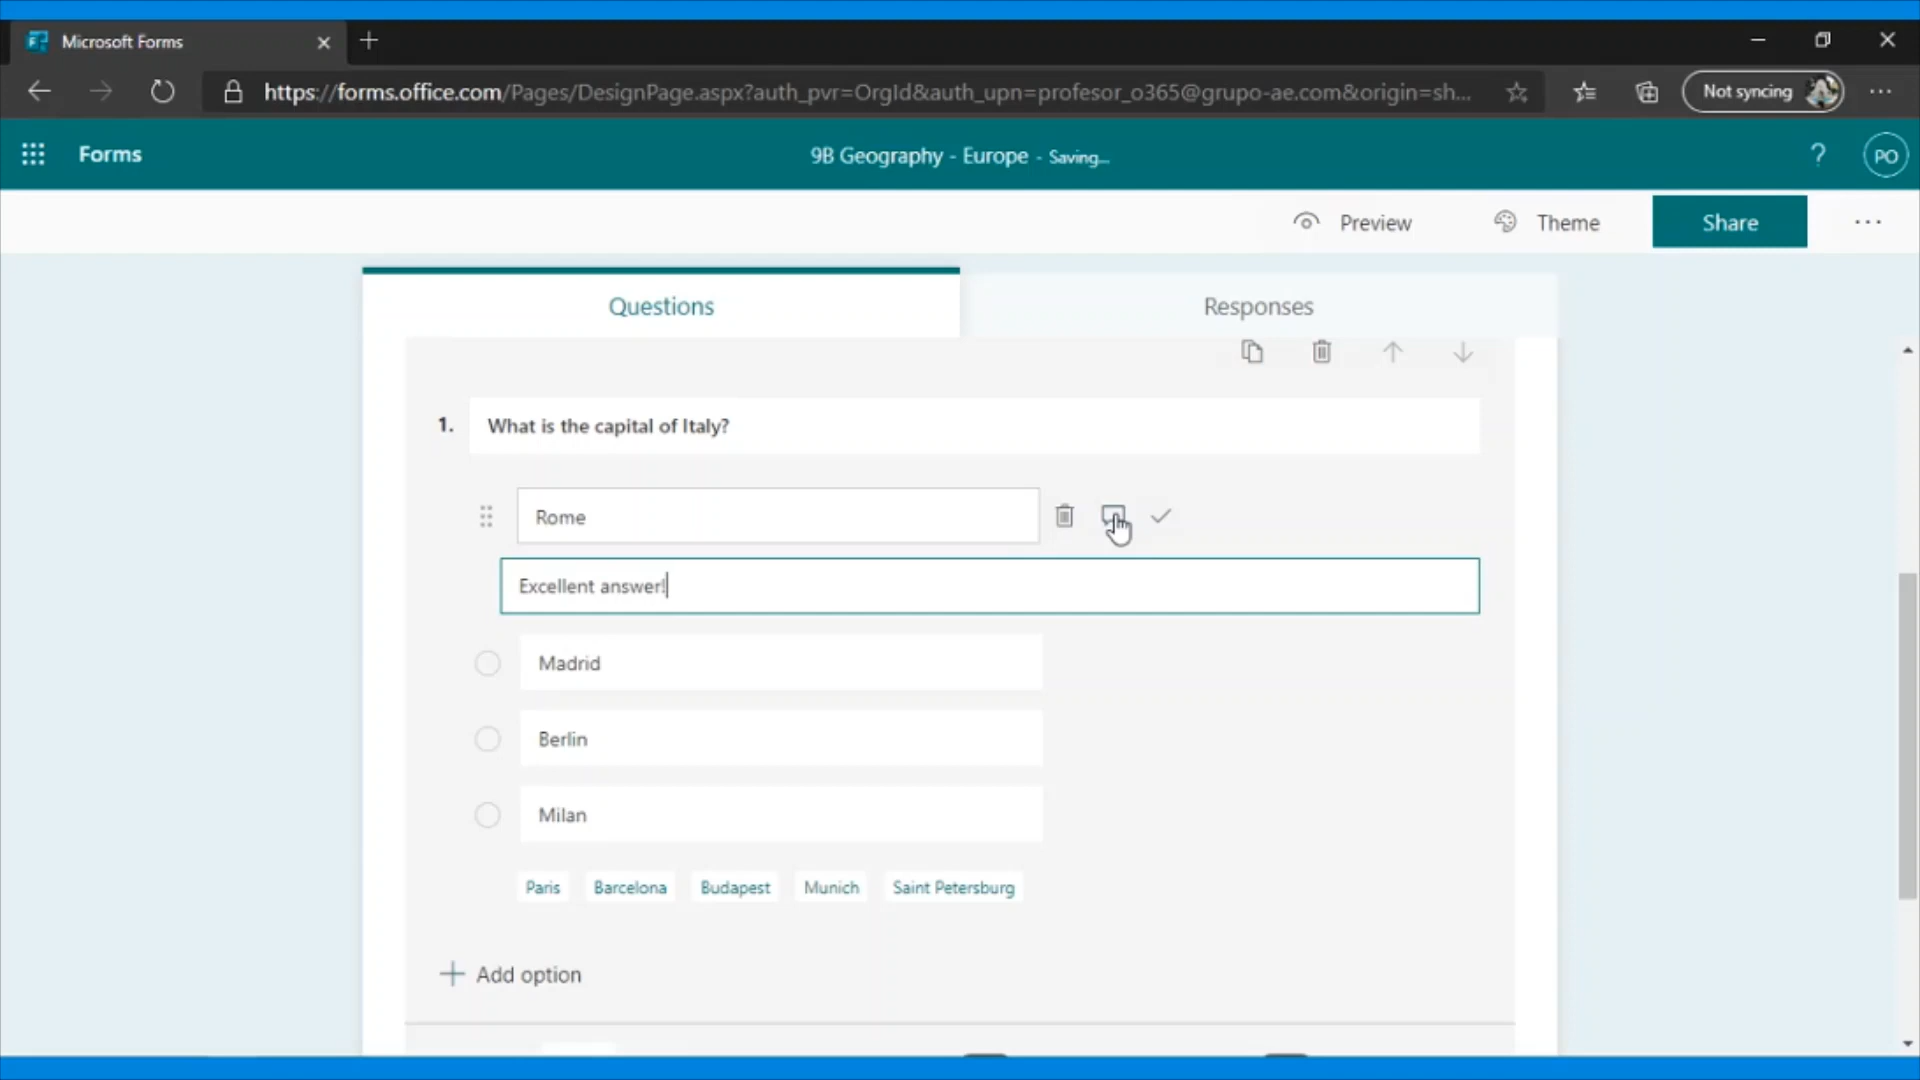 Microsoft Forms
https://forms.office.com/Pages/DesignPage.aspx?auth_pvr=OrgId&auth_upn=profesor_o365@grupo-ae.com&origin=sh...
Not syncing
Forms
9B Geography - Europe - Saving...
?
PO
Preview
Theme
Share
Questions
Responses
1. What is the capital of Italy?
Rome
Excellent answer!
Madrid
Berlin
Milan
Paris Barcelona Budapest Munich Saint Petersburg
Add option